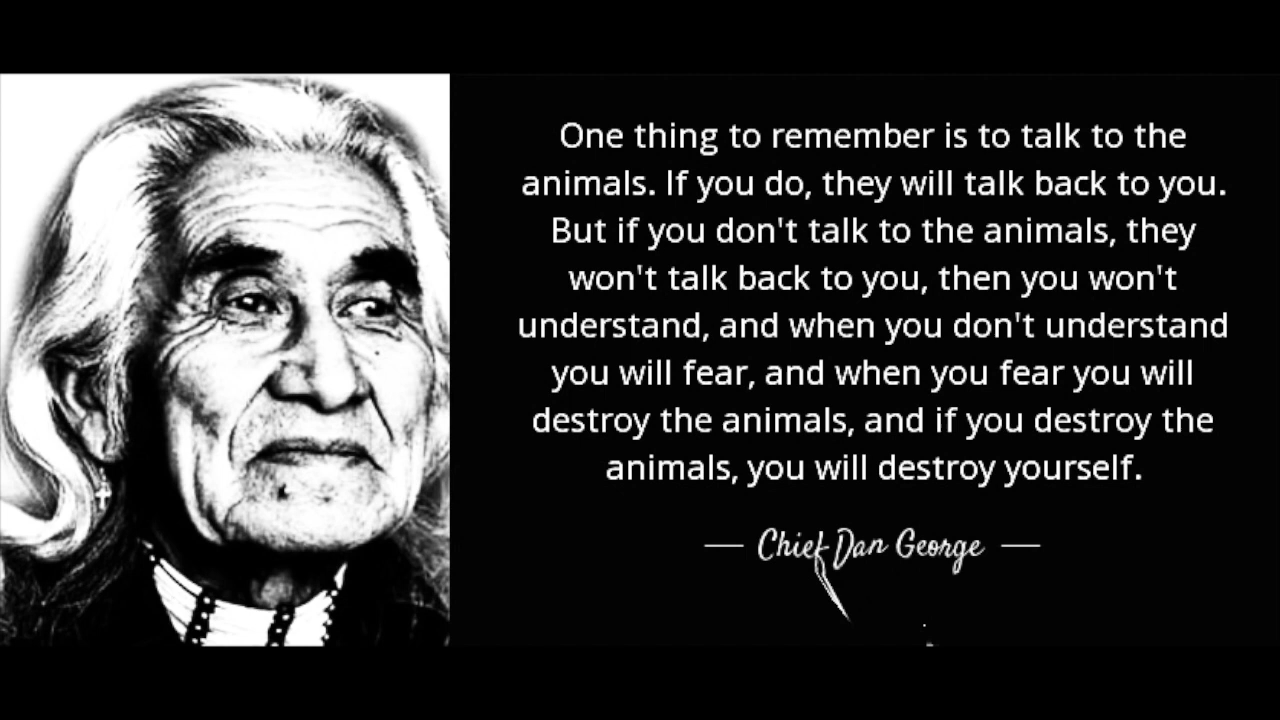 One thing to remember is to talk to the
animals. If you do, they will talk back to you.
But if you don't talk to the animals, they
won't talk back to you, then you won't
understand, and when you don't understand
you will fear, and when you fear you will
destroy the animals, and if you destroy the
animals, you will destroy yourself.
— Chief Dan George —